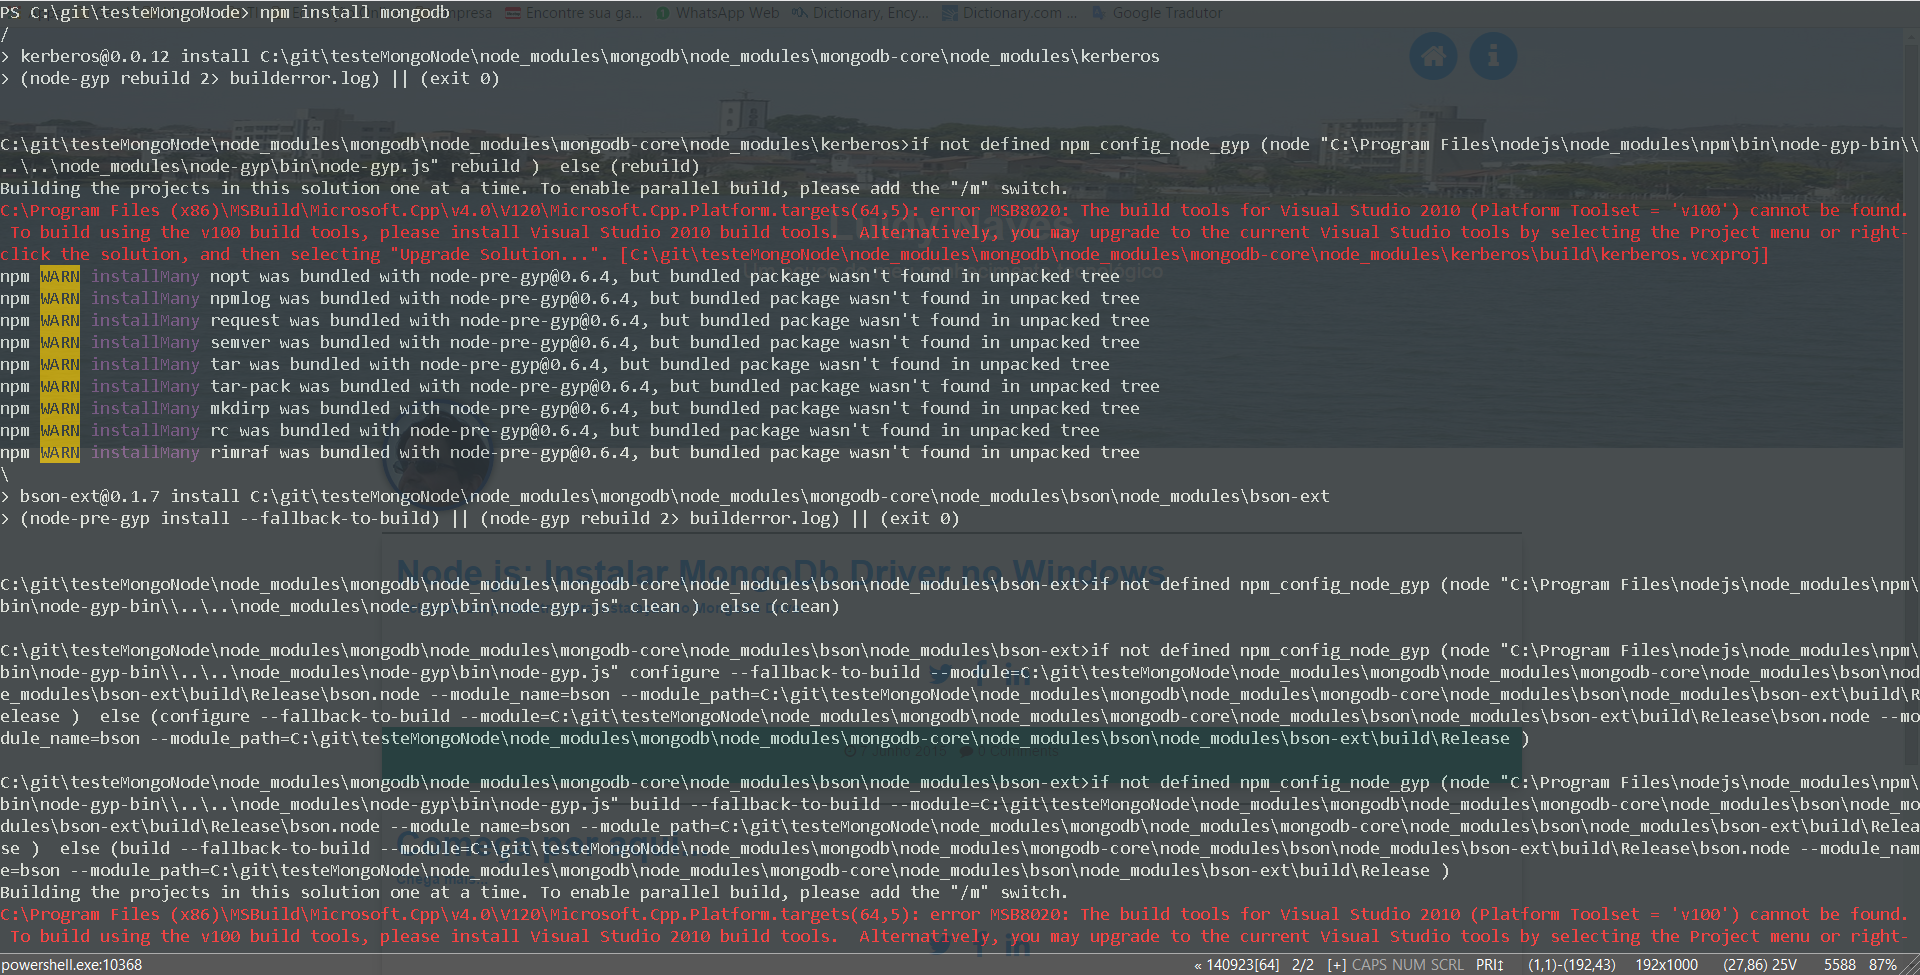 PS C:\git\testeMongoNode> npm install mongodb
Encontre sua ga... WhatsApp Web Dictionary, Ency... Dictionary.com ... Google Tradutor
/
> kerberos@0.0.12 install C:\git\testeMongoNode\node_modules\mongodb\node_modules\mongodb-core\node_modules\kerberos
> (node-gyp rebuild 2> builderror.log) || (exit 0)
C:\git\testeMongoNode\node_modules\mongodb\node_modules\mongodb-core\node_modules\kerberos>if not defined npm_config_node_gyp (node "C:\Program Files\nodejs\node_modules\npm\bin\node-gyp-bin\\
..\..\node_modules\node-gyp\bin\node-gyp.js" rebuild )  else (rebuild)
Building the projects in this solution one at a time. To enable parallel build, please add the "/m" switch.
C:\Program Files (x86)\MSBuild\Microsoft.Cpp\v4.0\V120\Microsoft.Cpp.Platform.targets(64,5): error MSB8020: The build tools for Visual Studio 2010 (Platform Toolset = 'v100') cannot be found.
To build using the v100 build tools, please install Visual Studio 2010 build tools.  Alternatively, you may upgrade to the current Visual Studio tools by selecting the Project menu or right-
click the solution, and then selecting "Upgrade Solution...". [C:\git\testeMongoNode\node_modules\mongodb\node_modules\mongodb-core\node_modules\kerberos\build\kerberos.vcxproj]
npm WARN installMany nopt was bundled with node-pre-gyp@0.6.4, but bundled package wasn't found in unpacked tree
npm WARN installMany npmlog was bundled with node-pre-gyp@0.6.4, but bundled package wasn't found in unpacked tree
npm WARN installMany request was bundled with node-pre-gyp@0.6.4, but bundled package wasn't found in unpacked tree
npm WARN installMany semver was bundled with node-pre-gyp@0.6.4, but bundled package wasn't found in unpacked tree
npm WARN installMany tar was bundled with node-pre-gyp@0.6.4, but bundled package wasn't found in unpacked tree
npm WARN installMany tar-pack was bundled with node-pre-gyp@0.6.4, but bundled package wasn't found in unpacked tree
npm WARN installMany mkdirp was bundled with node-pre-gyp@0.6.4, but bundled package wasn't found in unpacked tree
npm WARN installMany rc was bundled with node-pre-gyp@0.6.4, but bundled package wasn't found in unpacked tree
npm WARN installMany rimraf was bundled with node-pre-gyp@0.6.4, but bundled package wasn't found in unpacked tree
\
> bson-ext@0.1.7 install C:\git\testeMongoNode\node_modules\mongodb\node_modules\mongodb-core\node_modules\bson\node_modules\bson-ext
> (node-pre-gyp install --fallback-to-build) || (node-gyp rebuild 2> builderror.log) || (exit 0)
Node js: Instalar MongoDb Driver no Windows
C:\git\testeMongoNode\node_modules\mongodb\node_modules\mongodb-core\node_modules\bson\node_modules\bson-ext>if not defined npm_config_node_gyp (node "C:\Program Files\nodejs\node_modules\npm\
bin\node-gyp-bin\\..\..\node_modules\node-gyp\bin\node-gyp.js" clean )  else (clean)
C:\git\testeMongoNode\node_modules\mongodb\node_modules\mongodb-core\node_modules\bson\node_modules\bson-ext>if not defined npm_config_node_gyp (node "C:\Program Files\nodejs\node_modules\npm\
bin\node-gyp-bin\\..\..\node_modules\node-gyp\bin\node-gyp.js" configure --fallback-to-build --module=C:\git\testeMongoNode\node_modules\mongodb\node_modules\mongodb-core\node_modules\bson\nod
e_modules\bson-ext\build\Release\bson.node --module_name=bson --module_path=C:\git\testeMongoNode\node_modules\mongodb\node_modules\mongodb-core\node_modules\bson\node_modules\bson-ext\build\R
elease )  else (configure --fallback-to-build --module=C:\git\testeMongoNode\node_modules\mongodb\node_modules\mongodb-core\node_modules\bson\node_modules\bson-ext\build\Release\bson.node --mo
dule_name=bson --module_path=C:\git\testeMongoNode\node_modules\mongodb\node_modules\mongodb-core\node_modules\bson\node_modules\bson-ext\build\Release )
C:\git\testeMongoNode\node_modules\mongodb\node_modules\mongodb-core\node_modules\bson\node_modules\bson-ext>if not defined npm_config_node_gyp (node "C:\Program Files\nodejs\node_modules\npm\
bin\node-gyp-bin\\..\..\node_modules\node-gyp\bin\node-gyp.js" build --fallback-to-build --module=C:\git\testeMongoNode\node_modules\mongodb\node_modules\mongodb-core\node_modules\bson\node_mo
dules\bson-ext\build\Release\bson.node --module_name=bson --module_path=C:\git\testeMongoNode\node_modules\mongodb\node_modules\mongodb-core\node_modules\bson\node_modules\bson-ext\build\Relea
se )  else (build --fallback-to-build --module=C:\git\testeMongoNode\node_modules\mongodb\node_modules\mongodb-core\node_modules\bson\node_modules\bson-ext\build\Release\bson.node --module_nam
e=bson --module_path=C:\git\testeMongoNode\node_modules\mongodb\node_modules\mongodb-core\node_modules\bson\node_modules\bson-ext\build\Release )
Building the projects in this solution one at a time. To enable parallel build, please add the "/m" switch.
C:\Program Files (x86)\MSBuild\Microsoft.Cpp\v4.0\V120\Microsoft.Cpp.Platform.targets(64,5): error MSB8020: The build tools for Visual Studio 2010 (Platform Toolset = 'v100') cannot be found.
To build using the v100 build tools, please install Visual Studio 2010 build tools.  Alternatively, you may upgrade to the current Visual Studio tools by selecting the Project menu or right-
powershell.exe:10368 « 140923[64] 2/2 [+] CAPS NUM SCRL PRI↕ (1,1)-(192,43) 192x1000 (27,86) 25V 5588 87%